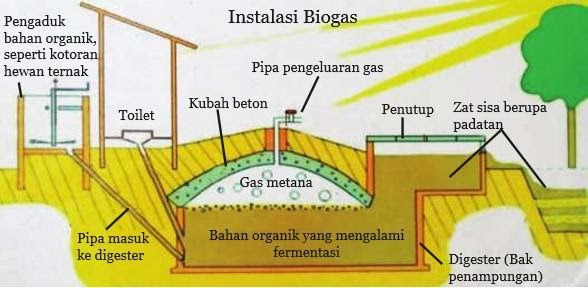 Instalasi Biogas
Pengaduk
bahan organik,
seperti kotoran
hewan ternak
Toilet
Kubah beton
Pipa pengeluaran gas
Penutup
Zat sisa berupa
padatan
Gas metana
Pipa masuk
ke digester
Bahan organik yang mengalami
fermentasi
Digester (Bak
penampungan)